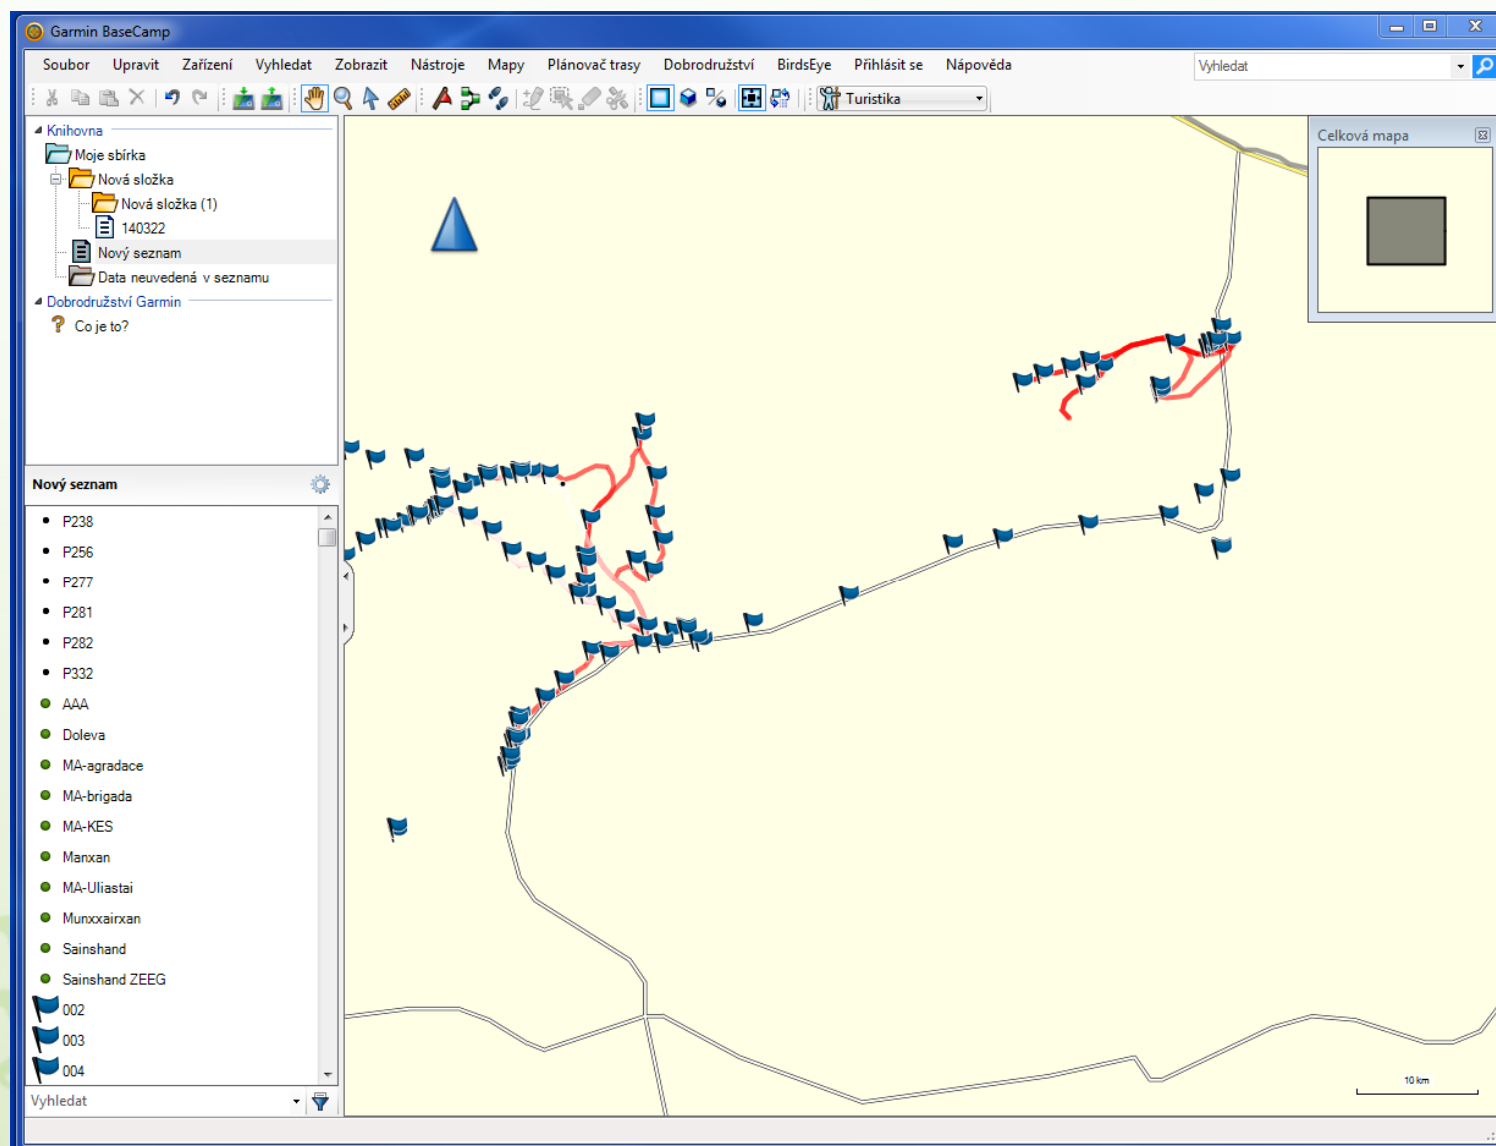 Garmin BaseCamp
Soubor Upravit Zařízení Vyhledat Zobrazit Nástroje Mapy Plánovač trasy Dobrodružství BirdsEye Přihlásit se Nápověda
Vyhledat
Turistika
Knihovna
Moje sbírka
Nová složka
Nová složka (1)
140322
Nový seznam
Data neuvedená v seznamu
Dobrodružství Garmin
Co je to?
Celková mapa
Nový seznam
P238
P256
P277
P281
P282
P332
AAA
Doleva
MA-agradace
MA-brigada
MA-KES
Manxan
MA-Uliastai
Munxxairxan
Sainshand
Sainshand ZEEG
002
003
004
Vyhledat
10 km